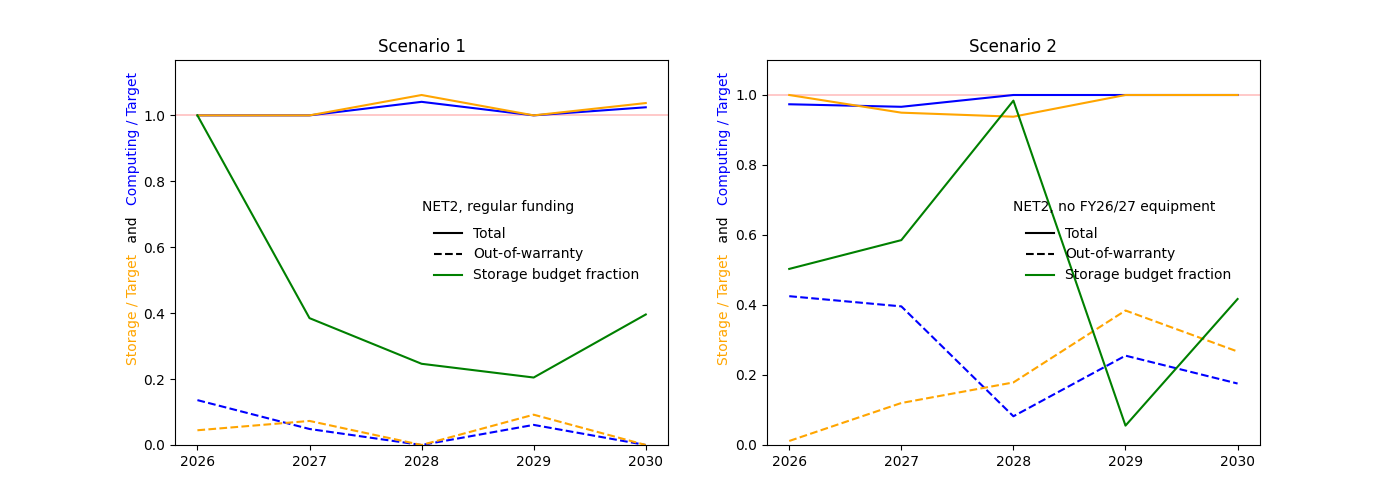 Scenario 1
Storage / Target and Computing / Target
1.0
0.8
0.6
0.4
0.2
0.0
NET2, regular funding
Total
Out-of-warranty
Storage budget fraction
2026 2027 2028 2029 2030
Scenario 2
Storage / Target and Computing / Target
1.0
0.8
0.6
0.4
0.2
0.0
NET2, no FY26/27 equipment
Total
Out-of-warranty
Storage budget fraction
2026 2027 2028 2029 2030